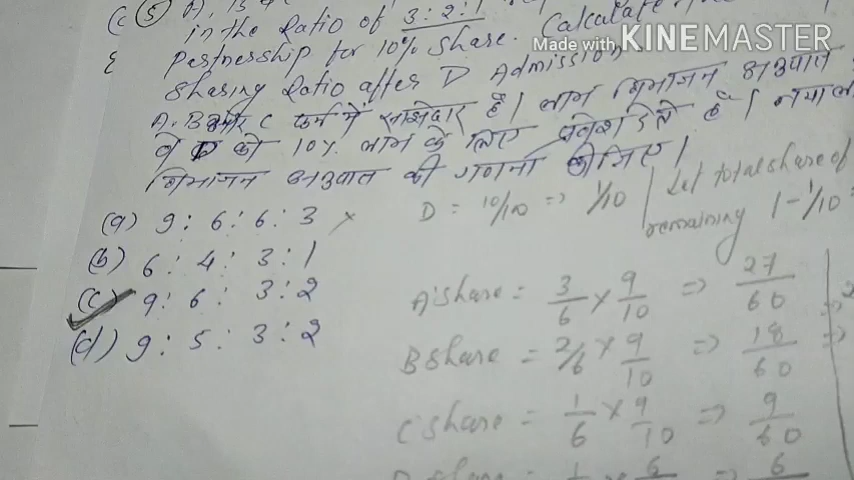 (5) A, B
in the Ratio of 3:2:1 Calculate
Made with KINEMASTER
Partnership for 10% share.
Sharing Ratio after D Admission
A. B और C फर्म में साझेदार हैं। लाभ विभाजन अनुपात
वे D को 10% लाभ के लिए प्रवेश देते हैं। नया ला
विभाजन अनुपात की गणना कीजिए।
(a) 9 : 6 : 6 : 3 ×
(b) 6 : 4 : 3 : 1
(c) 9 : 6 : 3 : 2
(d) 9 : 5 : 3 : 2
D = 10/100 => 1/10
Let total share of
remaining 1 - 1/10 =
A'share = 3/6 × 9/10 => 27/60
B share = 2/6 × 9/10 => 18/60 =>
C'share = 1/6 × 9/10 => 9/60